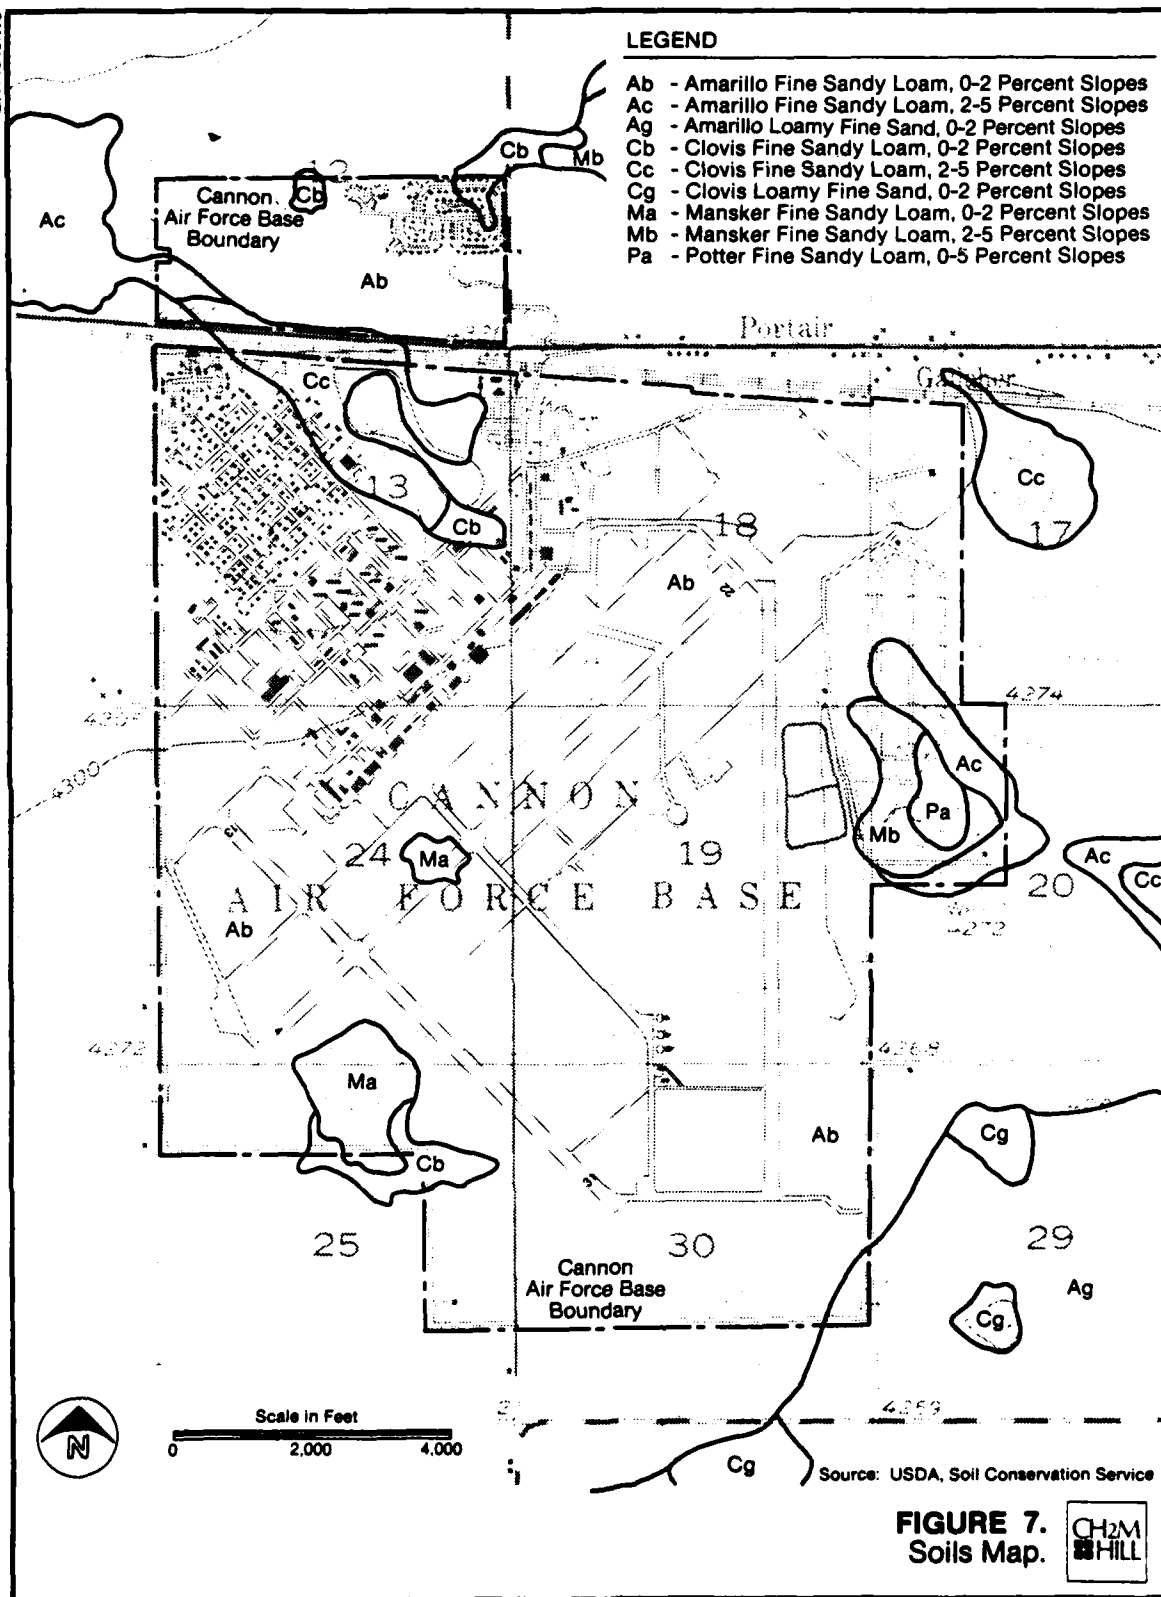 LEGEND
Ab - Amarillo Fine Sandy Loam, 0-2 Percent Slopes
Ac - Amarillo Fine Sandy Loam, 2-5 Percent Slopes
Ag - Amarillo Loamy Fine Sand, 0-2 Percent Slopes
Cb - Clovis Fine Sandy Loam, 0-2 Percent Slopes
Cc - Clovis Fine Sandy Loam, 2-5 Percent Slopes
Cg - Clovis Loamy Fine Sand, 0-2 Percent Slopes
Ma - Mansker Fine Sandy Loam, 0-2 Percent Slopes
Mb - Mansker Fine Sandy Loam, 2-5 Percent Slopes
Pa - Potter Fine Sandy Loam, 0-5 Percent Slopes
Cb
Mb
12
Cannon
Air Force Base
Boundary
Cb
Ac
Ab
Portair
Cc
Cc
13
17
Cb
18
Ab
22
4274
4300
Ac
CANNON
Pa
Mb
13
24
Ma
19
Ac
Cc
20
AIR FORCE BASE
Ab
4272
4272
4268
Ma
Ab
Cg
Cb
31
25
30
29
Cannon
Air Force Base
Boundary
Ag
Cg
N
Scale in Feet
0 2,000 4,000
4259
Cg
Source: USDA, Soil Conservation Service
FIGURE 7.
Soils Map.
CH2M
HILL